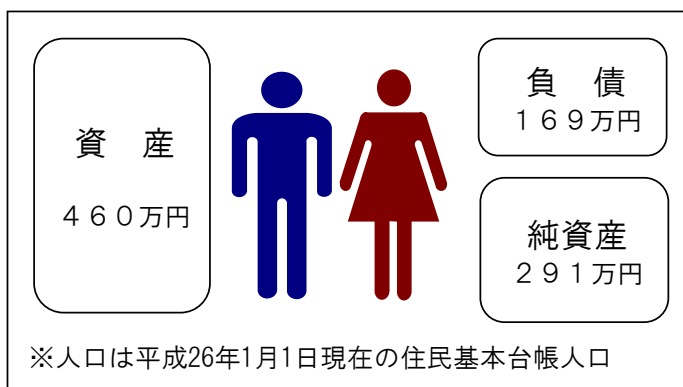 資　産
４６０万円
負　債
１６９万円
純資産
２９１万円
※人口は平成26年1月1日現在の住民基本台帳人口